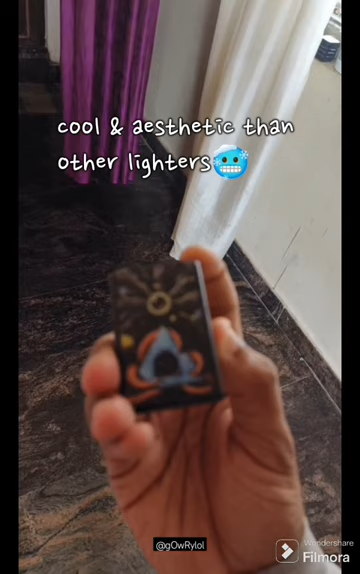 cool & aesthetic than
other lighters🥶
@gOwRylol
Wondershare
Filmora